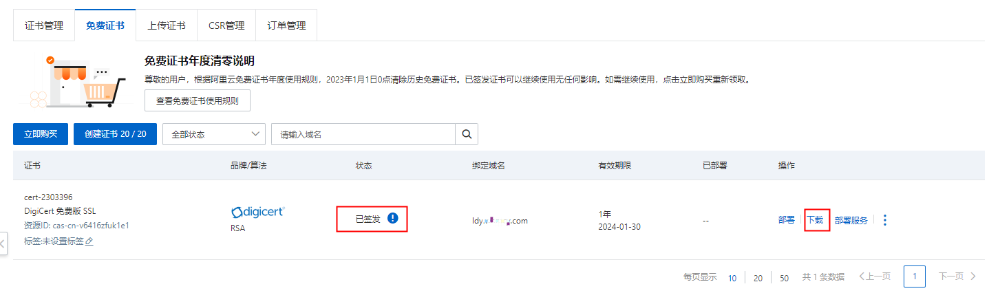 证书管理 免费证书 上传证书 CSR管理 订单管理
免费证书年度清零说明
尊敬的用户，根据阿里云免费证书年度使用规则，2023年1月1日0点清除历史免费证书。已签发证书可以继续使用无任何影响。如需继续使用，点击立即购买重新领取。
查看免费证书使用规则
立即购买 创建证书 20 / 20 全部状态 请输入域名
证书 品牌/算法 状态 绑定域名 有效期限 已部署 操作
cert-2303396
DigiCert 免费版 SSL
资源ID: cas-cn-v6416zfuk1e1
标签:未设置标签
digicert
RSA
已签发
ldy. .com
1年
2024-01-30
--
部署 下载 部署服务
每页显示 10 20 50 共 1 条数据 上一页 1 下一页